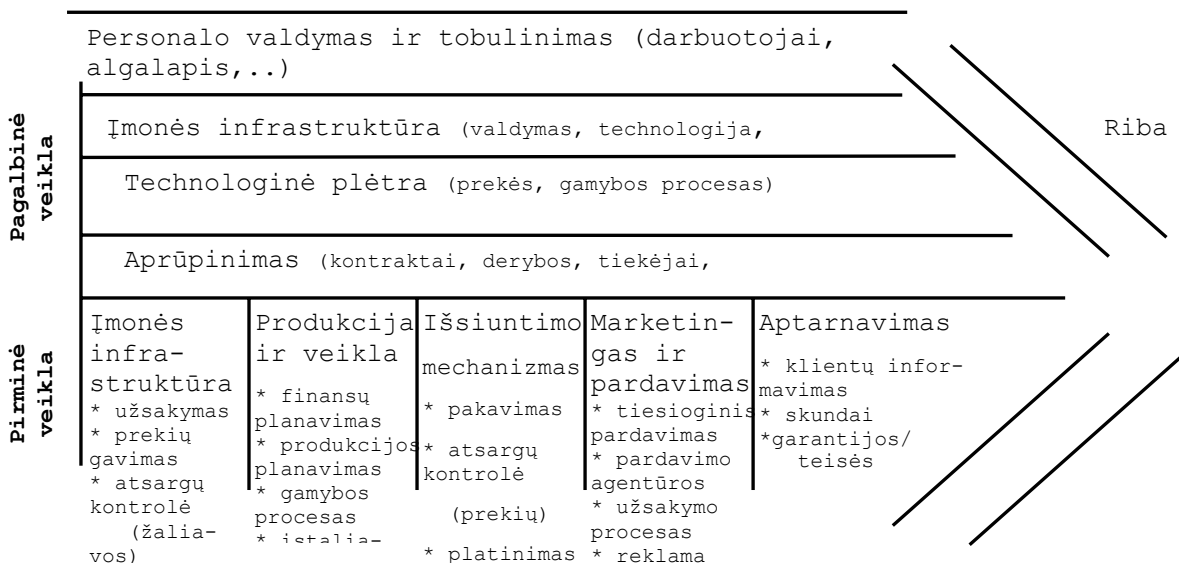 Personalo valdymas ir tobulinimas (darbuotojai,
algalapis,..)
Pagalbinė
veikla
Įmonės infrastruktūra (valdymas, technologija,
Riba
Technologinė plėtra (prekės, gamybos procesas)
Aprūpinimas (kontraktai, derybos, tiekėjai,
Pirminė
veikla
Įmonės
infra-
struktūra
* užsakymas
* prekių
gavimas
* atsargų
kontrolė
(žalia-
vos)
Produkcija
ir veikla
* finansų
planavimas
* produkcijos
planavimas
* gamybos
procesas
* istalia-
Išsiuntimo
mechanizmas
* pakavimas
* atsargų
kontrolė
(prekių)
* platinimas
Marketin-
gas ir
pardavimas
* tiesioginis
pardavimas
* pardavimo
agentūros
* užsakymo
procesas
* reklama
Aptarnavimas
* klientų infor-
mavimas
* skundai
*garantijos/
teisės